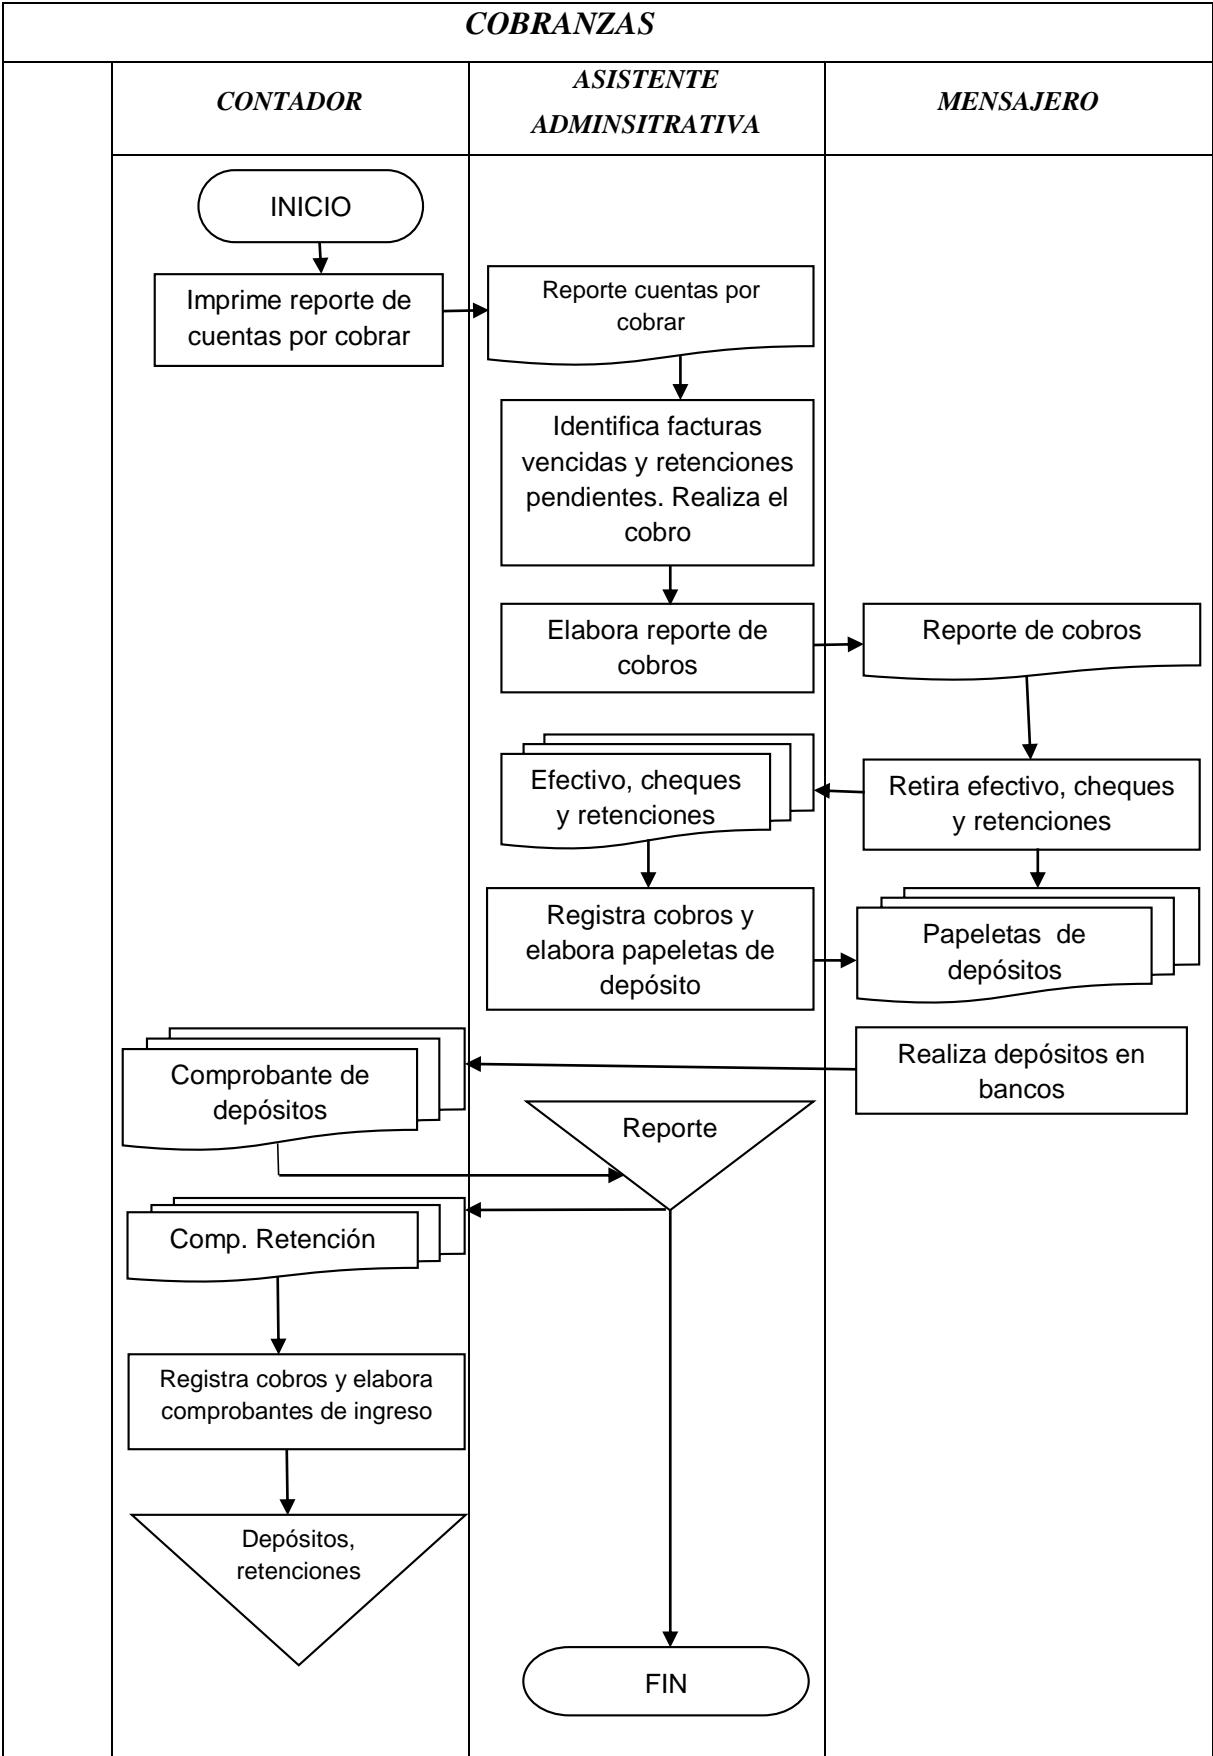 COBRANZAS
CONTADOR
ASISTENTE
ADMINSITRATIVA
MENSAJERO
INICIO
Imprime reporte de
cuentas por cobrar
Reporte cuentas por
cobrar
Identifica facturas
vencidas y retenciones
pendientes. Realiza el
cobro
Elabora reporte de
cobros
Reporte de cobros
Retira efectivo, cheques
y retenciones
Efectivo, cheques
y retenciones
Registra cobros y
elabora papeletas de
depósito
Papeletas de
depósitos
Realiza depósitos en
bancos
Comprobante de
depósitos
Reporte
Comp. Retención
Registra cobros y elabora
comprobantes de ingreso
Depósitos,
retenciones
FIN